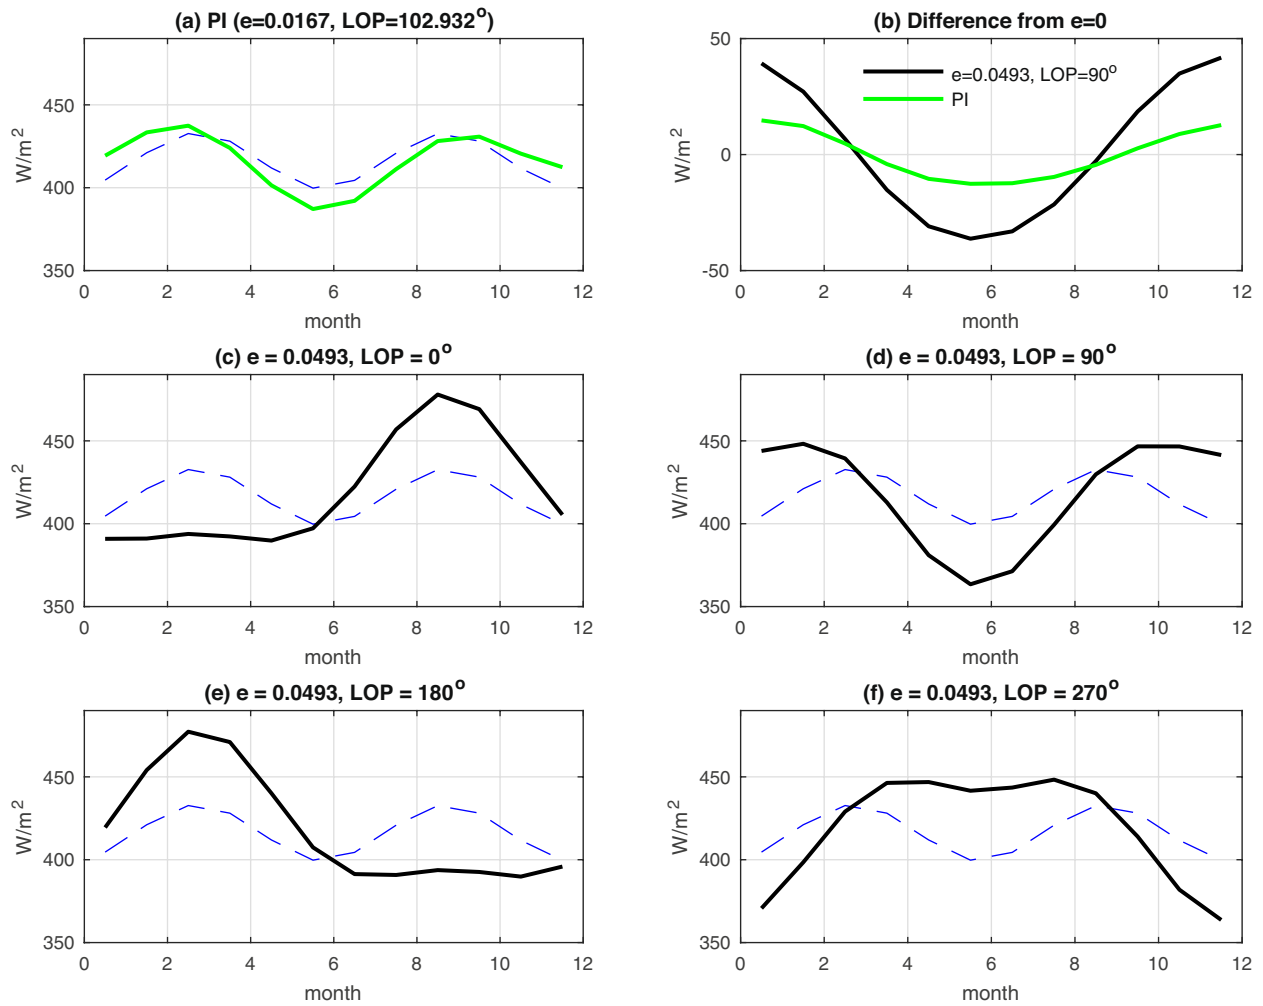 (a) PI (e=0.0167, LOP=102.932°)
W/m²
450
400
350
0 2 4 6 8 10 12
month
(b) Difference from e=0
W/m²
50
0
-50
e=0.0493, LOP=90°
PI
0 2 4 6 8 10 12
month
(c) e = 0.0493, LOP = 0°
W/m²
450
400
350
0 2 4 6 8 10 12
month
(d) e = 0.0493, LOP = 90°
W/m²
450
400
350
0 2 4 6 8 10 12
month
(e) e = 0.0493, LOP = 180°
W/m²
450
400
350
0 2 4 6 8 10 12
month
(f) e = 0.0493, LOP = 270°
W/m²
450
400
350
0 2 4 6 8 10 12
month